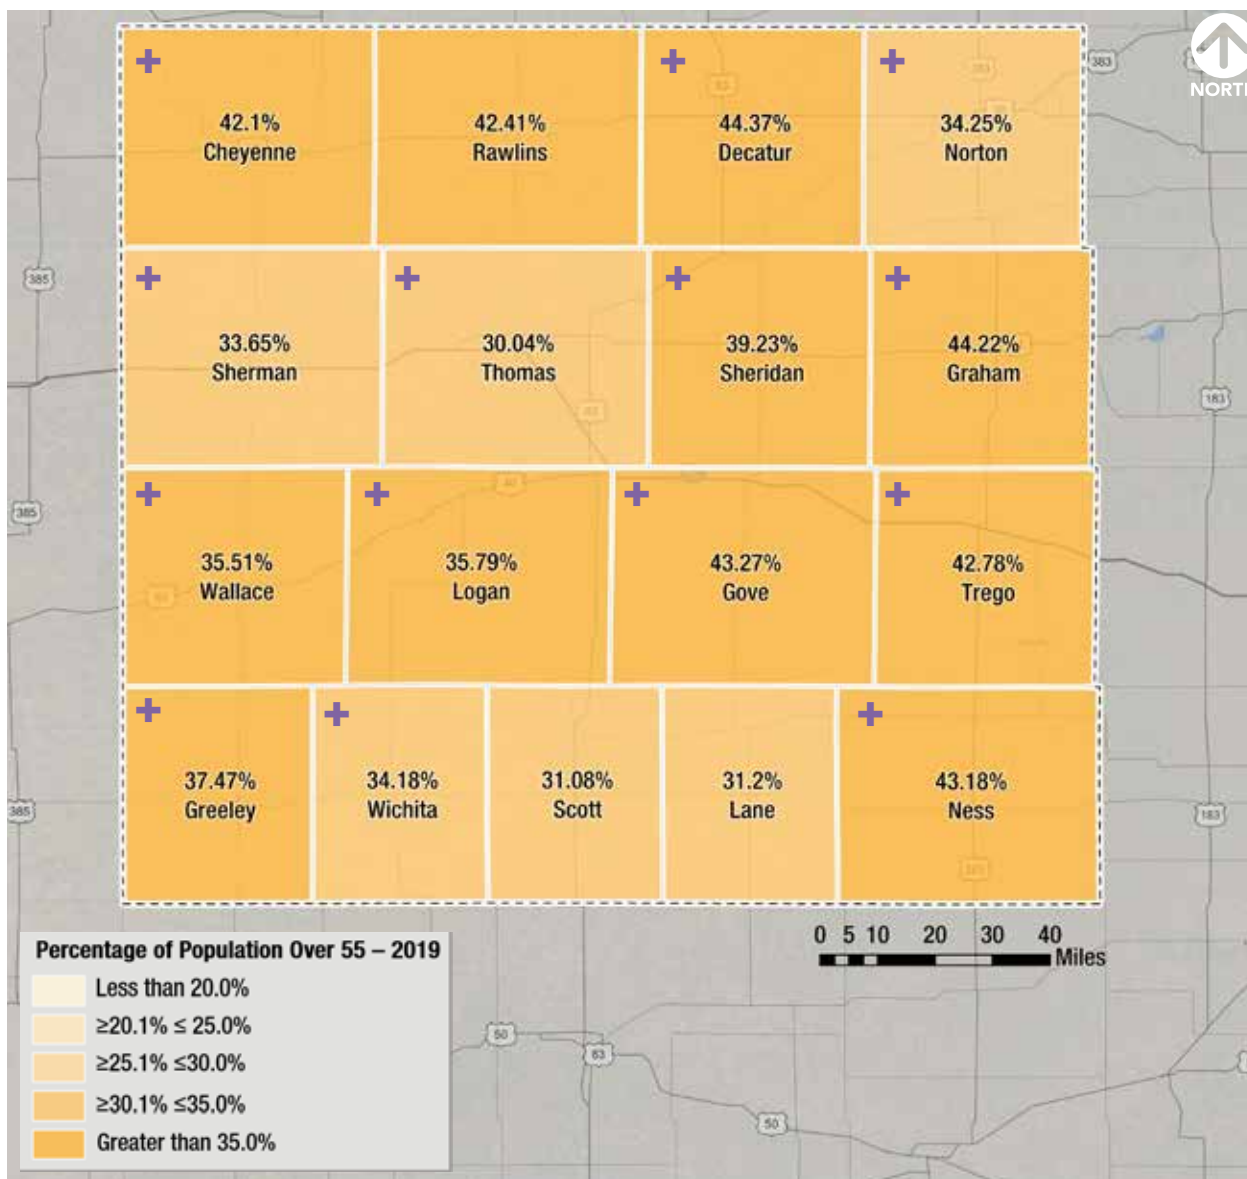 NORTH
383
42.1%
Cheyenne
42.41%
Rawlins
44.37%
Decatur
34.25%
Norton
385
33.65%
Sherman
30.04%
Thomas
39.23%
Sheridan
44.22%
Graham
183
385
35.51%
Wallace
35.79%
Logan
43.27%
Gove
42.78%
Trego
385
37.47%
Greeley
34.18%
Wichita
31.08%
Scott
31.2%
Lane
43.18%
Ness
183
0 5 10 20 30 40
Miles
Percentage of Population Over 55 – 2019
Less than 20.0%
≥20.1% ≤ 25.0%
≥25.1% ≤30.0%
≥30.1% ≤35.0%
Greater than 35.0%
50
83
50